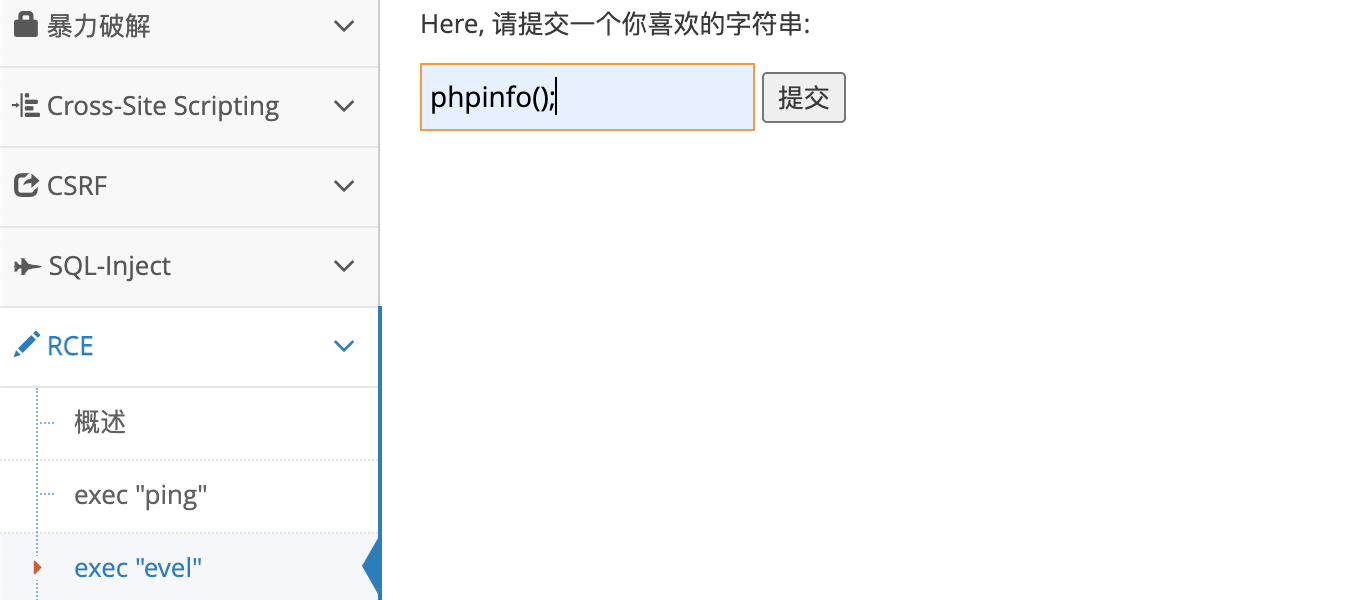 暴力破解
Cross-Site Scripting
CSRF
SQL-Inject
RCE
概述
exec "ping"
exec "evel"
Here, 请提交一个你喜欢的字符串:
phpinfo();
提交